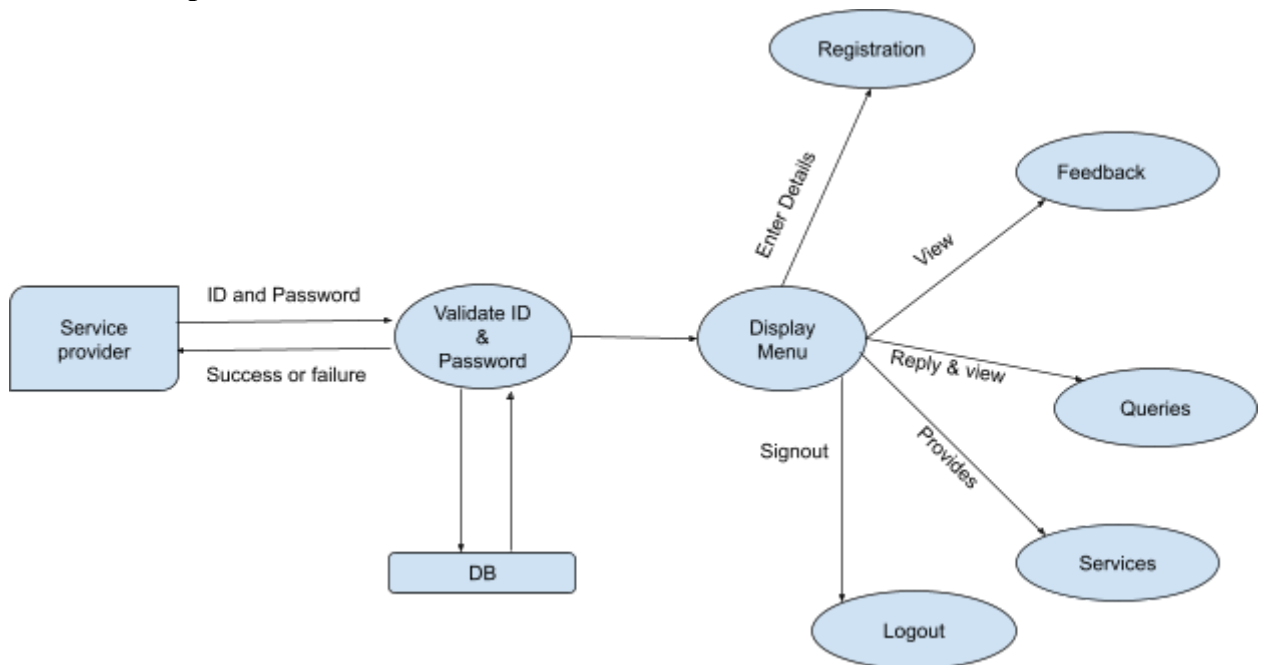 Registration
Enter Details
Feedback
View
ID and Password
Service
provider
Validate ID
&
Password
Success or failure
Display
Menu
Reply & view
Queries
Signout
Provides
DB
Services
Logout